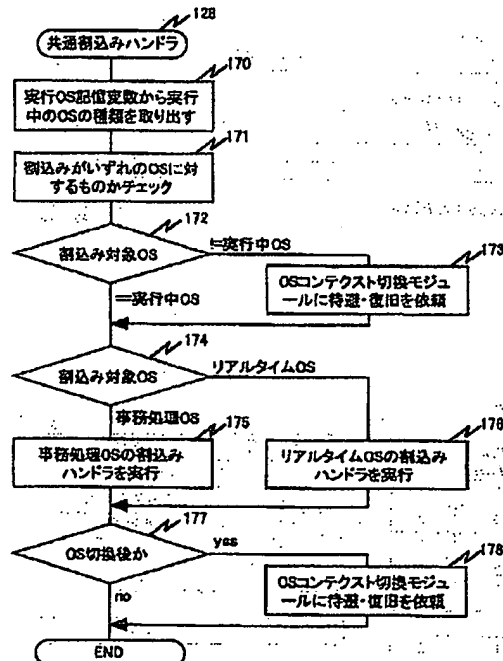 128
共通割込みハンドラ
170
実行OS記憶変数から実行
中のOSの種類を取り出す
171
割込みがいずれのOSに対
するものかチェック
172
割込み対象OS
!=実行中OS
173
OSコンテクスト切換モジュ
ールに待避・復旧を依頼
==実行中OS
174
割込み対象OS
リアルタイムOS
事務処理OS
175
事務処理OSの割込み
ハンドラを実行
176
リアルタイムOSの割込み
ハンドラを実行
177
OS切換後か
yes
178
OSコンテクスト切換モジュ
ールに待避・復旧を依頼
no
END